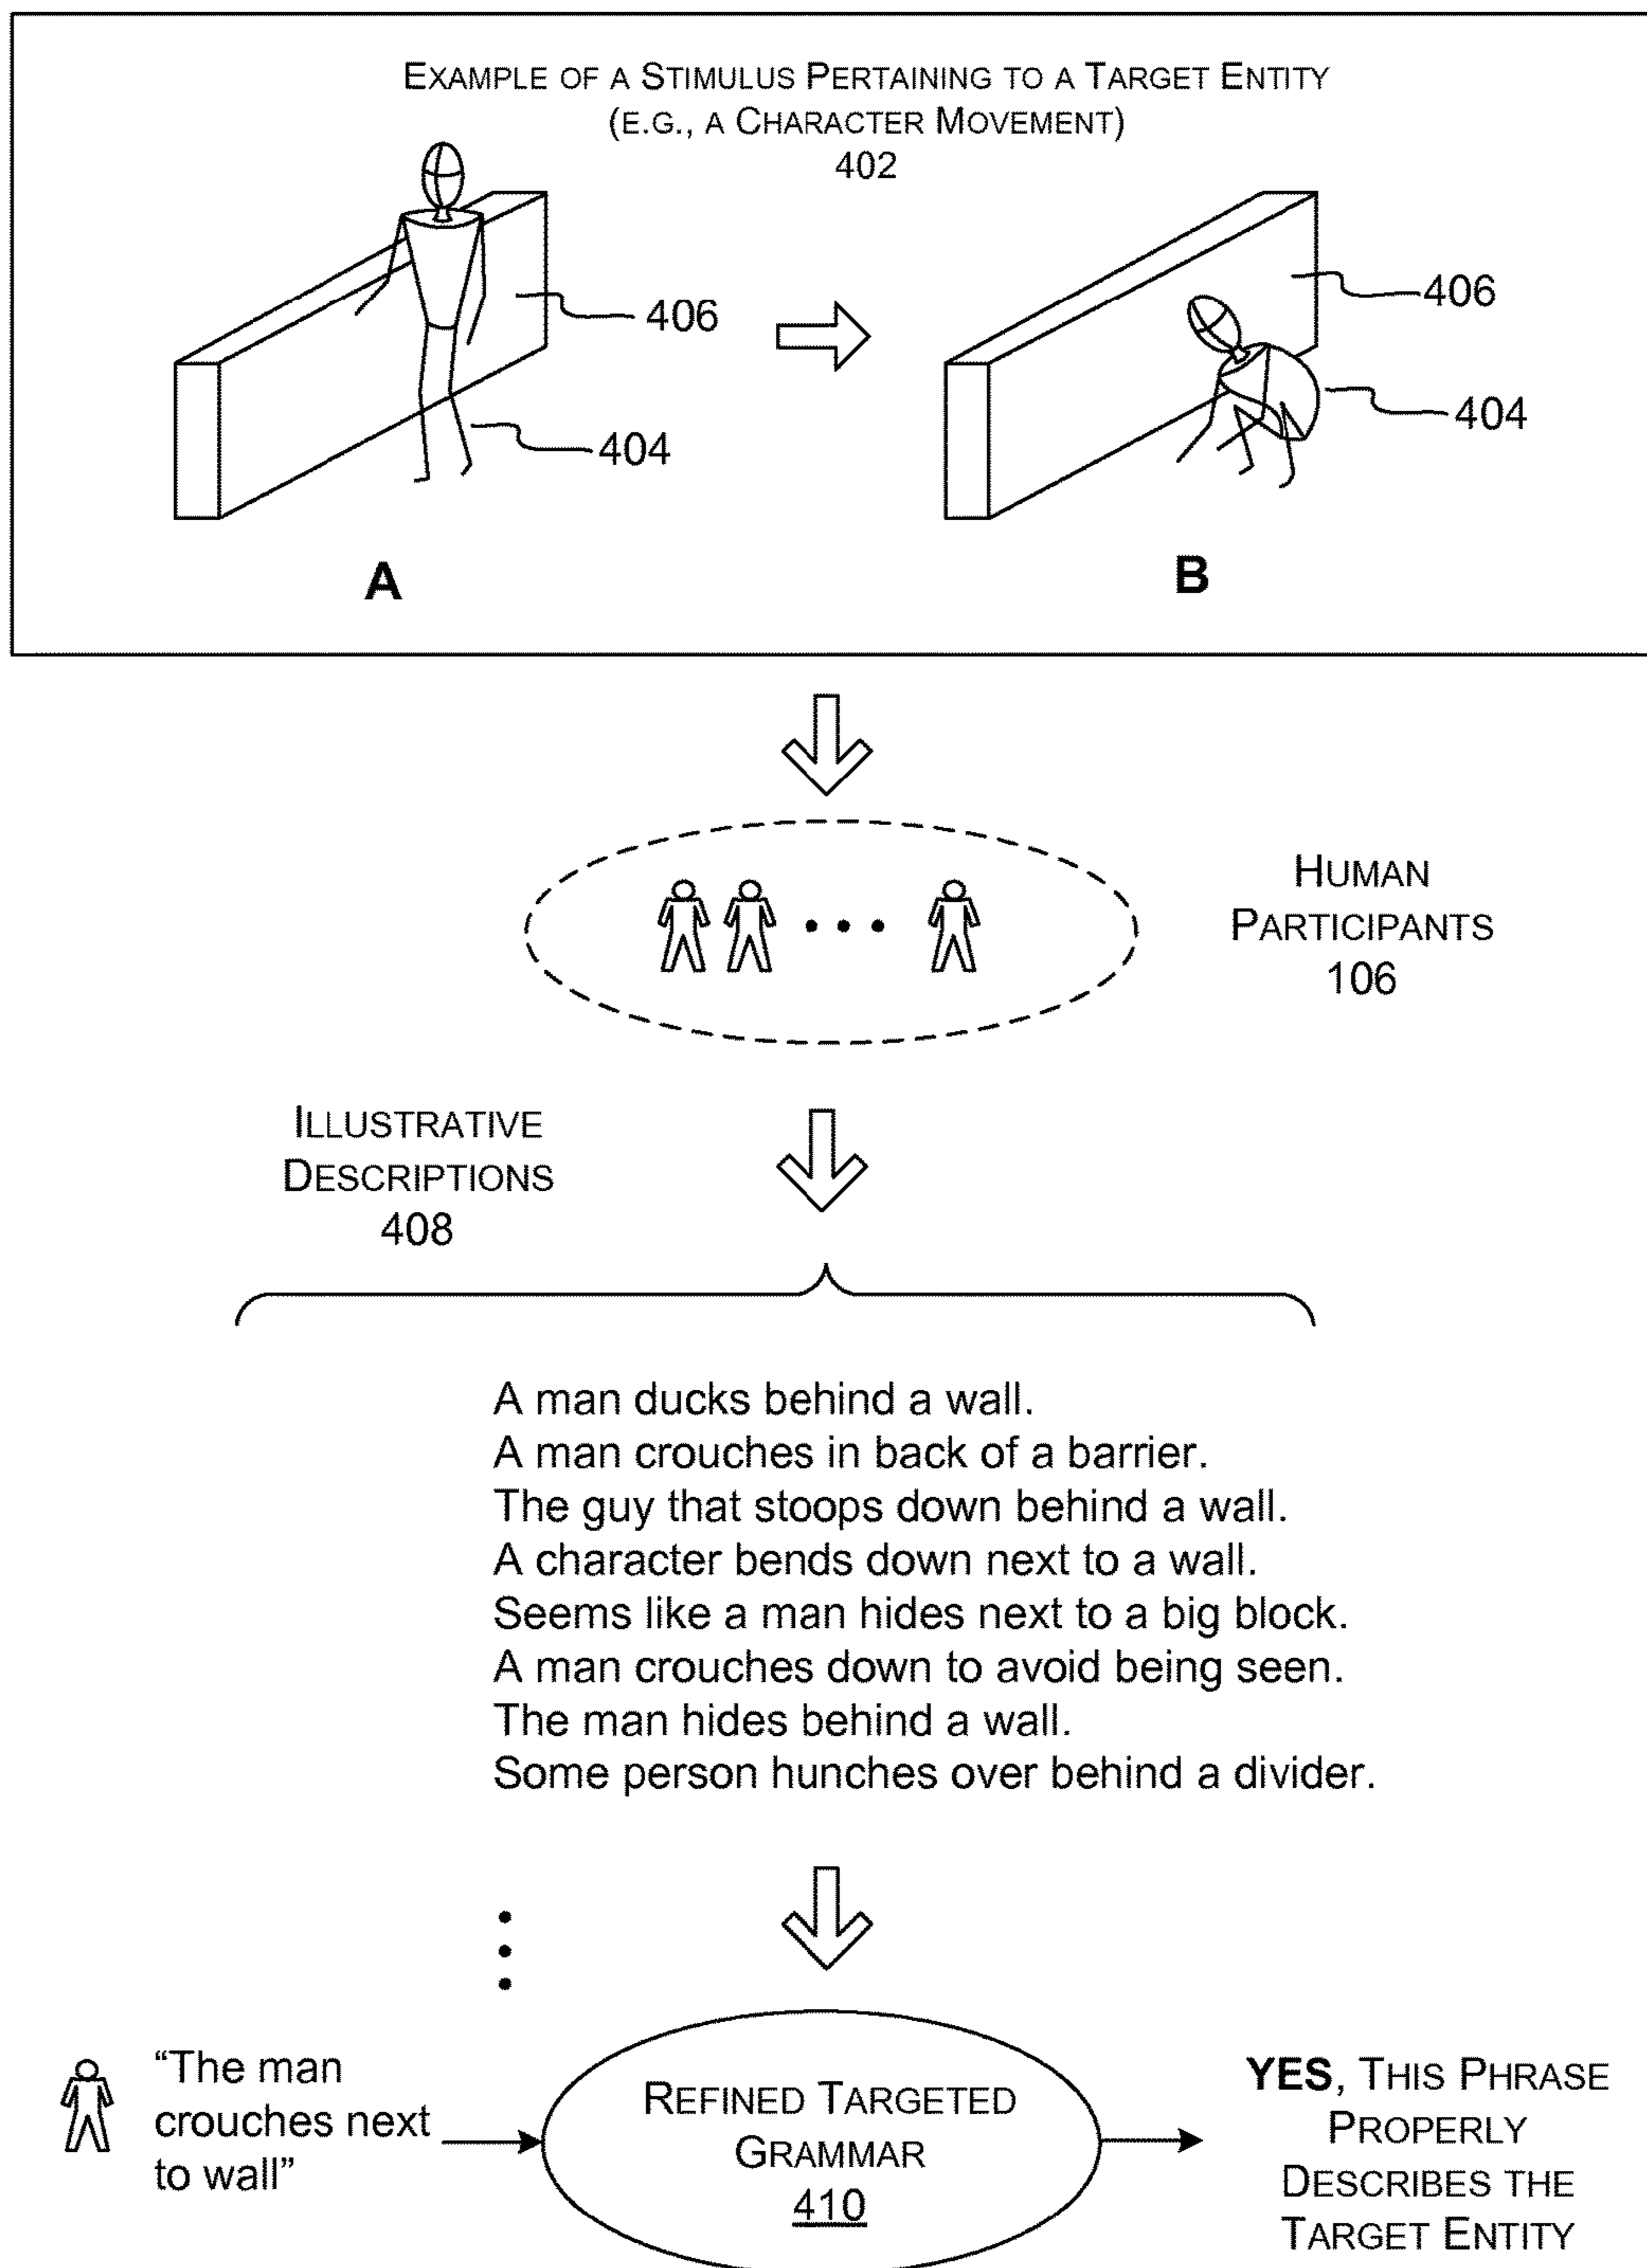 EXAMPLE OF A STIMULUS PERTAINING TO A TARGET ENTITY
(E.G., A CHARACTER MOVEMENT)
402
406
404
A
406
404
B
HUMAN
PARTICIPANTS
106
ILLUSTRATIVE
DESCRIPTIONS
408
A man ducks behind a wall.
A man crouches in back of a barrier.
The guy that stoops down behind a wall.
A character bends down next to a wall.
Seems like a man hides next to a big block.
A man crouches down to avoid being seen.
The man hides behind a wall.
Some person hunches over behind a divider.
“The man
crouches next
to wall”
REFINED TARGETED
GRAMMAR
410
YES, THIS PHRASE
PROPERLY
DESCRIBES THE
TARGET ENTITY